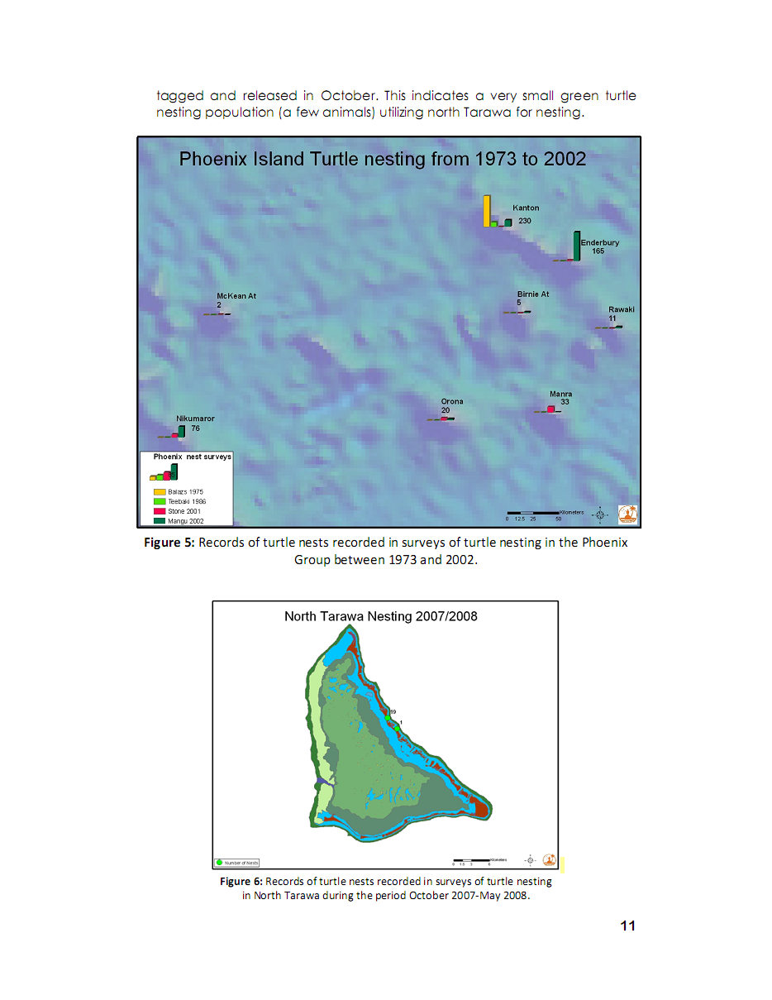 tagged and released in October. This indicates a very small green turtle
nesting population (a few animals) utilizing north Tarawa for nesting.
Phoenix Island Turtle nesting from 1973 to 2002
Kanton
230
Enderbury
165
McKean At
2
Birnie At
5
Rawaki
11
Manra
33
Orona
20
Nikumaror
76
Phoenix nest surveys
Balazs 1975
Teebaki 1986
Stone 2001
Mangu 2002
Kilometers
0 12.5 25 50
Figure 5: Records of turtle nests recorded in surveys of turtle nesting in the Phoenix
Group between 1973 and 2002.
North Tarawa Nesting 2007/2008
19
1
Number of Nests
Kilometers
0 1.5 3 6
Figure 6: Records of turtle nests recorded in surveys of turtle nesting
in North Tarawa during the period October 2007-May 2008.
11